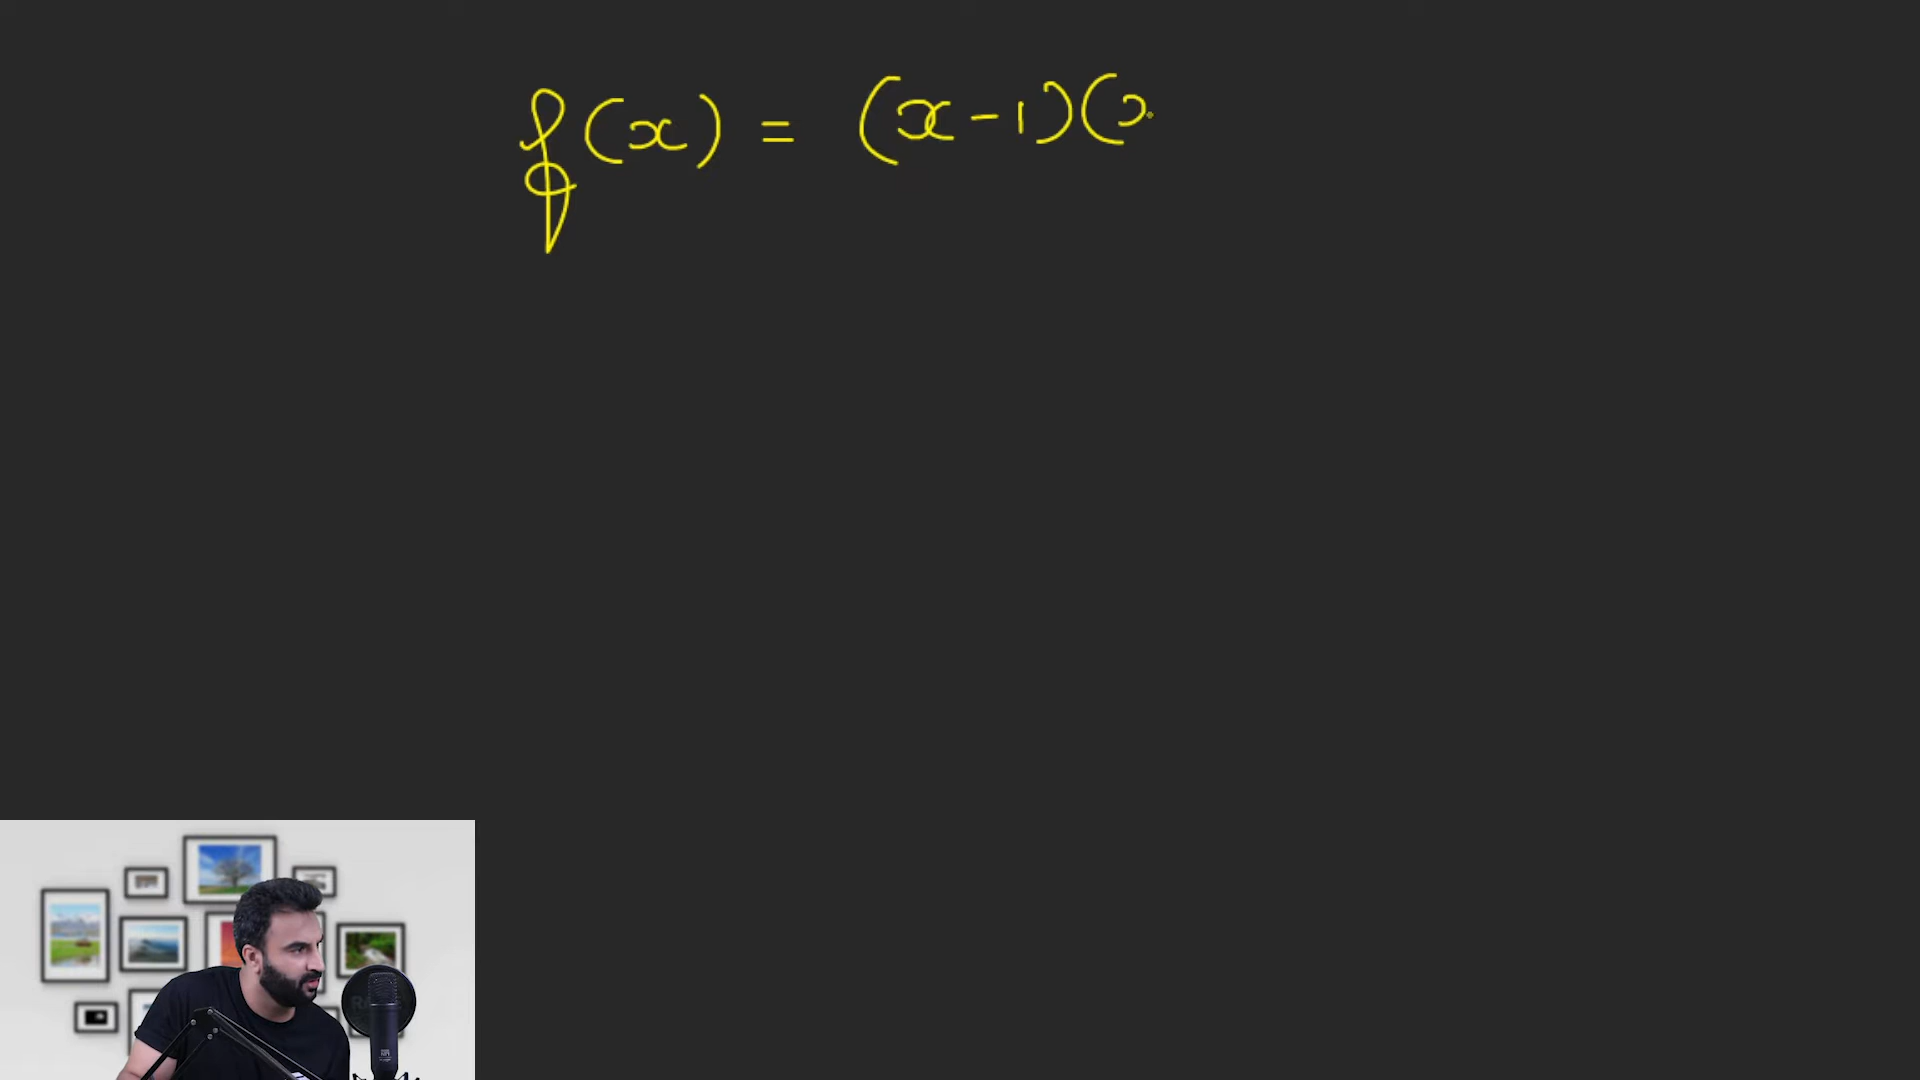 f(x) = (x-1)(